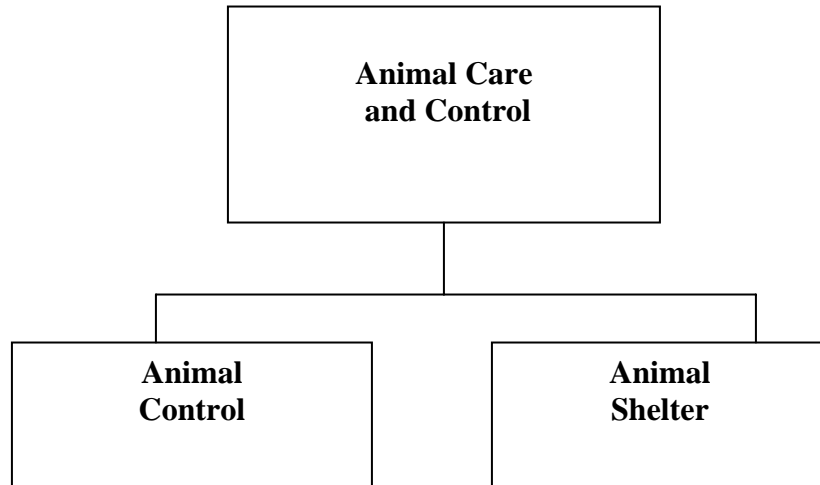 Animal Care
and Control
Animal
Control
Animal
Shelter